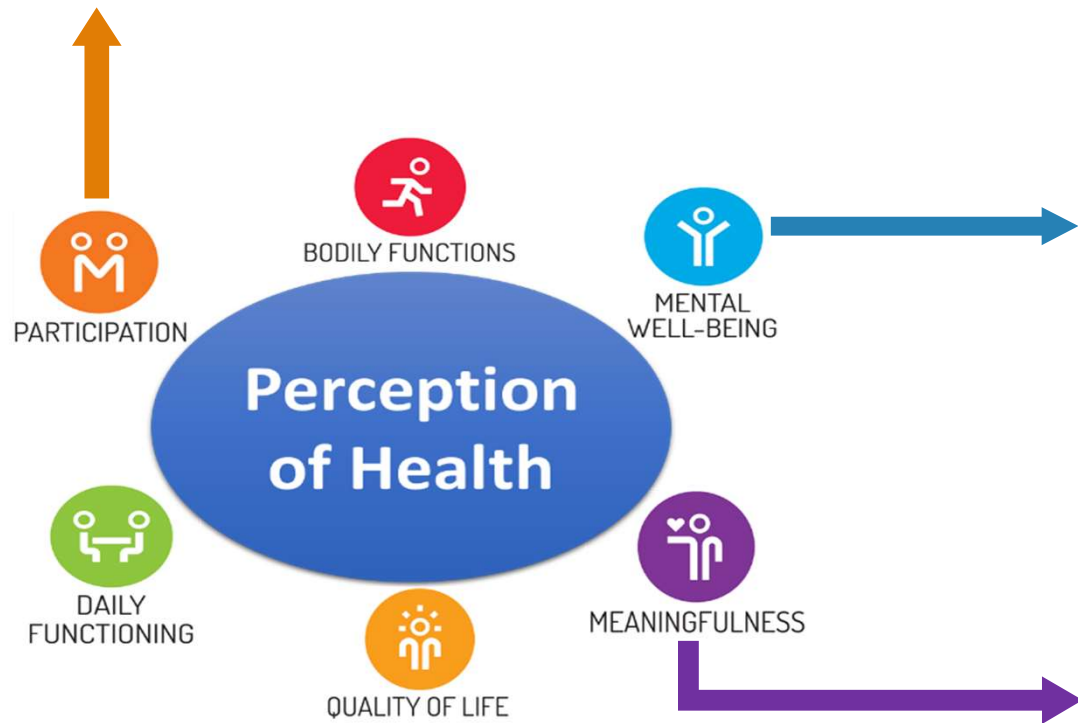 BODILY FUNCTIONS
PARTICIPATION
MENTAL
WELL-BEING
Perception
of Health
DAILY
FUNCTIONING
MEANINGFULNESS
QUALITY OF LIFE